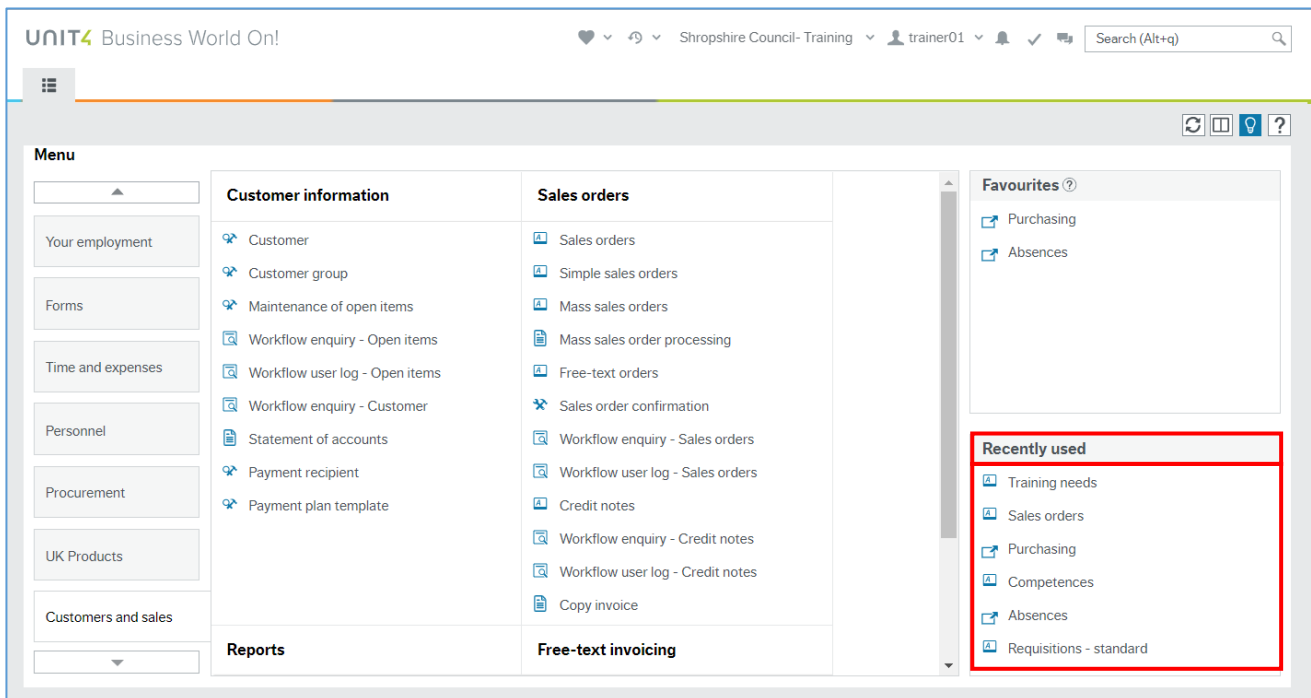 UNIT4 Business World On!
Shropshire Council- Training
trainer01
Search (Alt+q)
?
Menu
Your employment
Forms
Time and expenses
Personnel
Procurement
UK Products
Customers and sales
Customer information
Customer
Customer group
Maintenance of open items
Workflow enquiry - Open items
Workflow user log - Open items
Workflow enquiry - Customer
Statement of accounts
Payment recipient
Payment plan template
Reports
Sales orders
Sales orders
Simple sales orders
Mass sales orders
Mass sales order processing
Free-text orders
Sales order confirmation
Workflow enquiry - Sales orders
Workflow user log - Sales orders
Credit notes
Workflow enquiry - Credit notes
Workflow user log - Credit notes
Copy invoice
Free-text invoicing
Favourites ?
Purchasing
Absences
Recently used
Training needs
Sales orders
Purchasing
Competences
Absences
Requisitions - standard